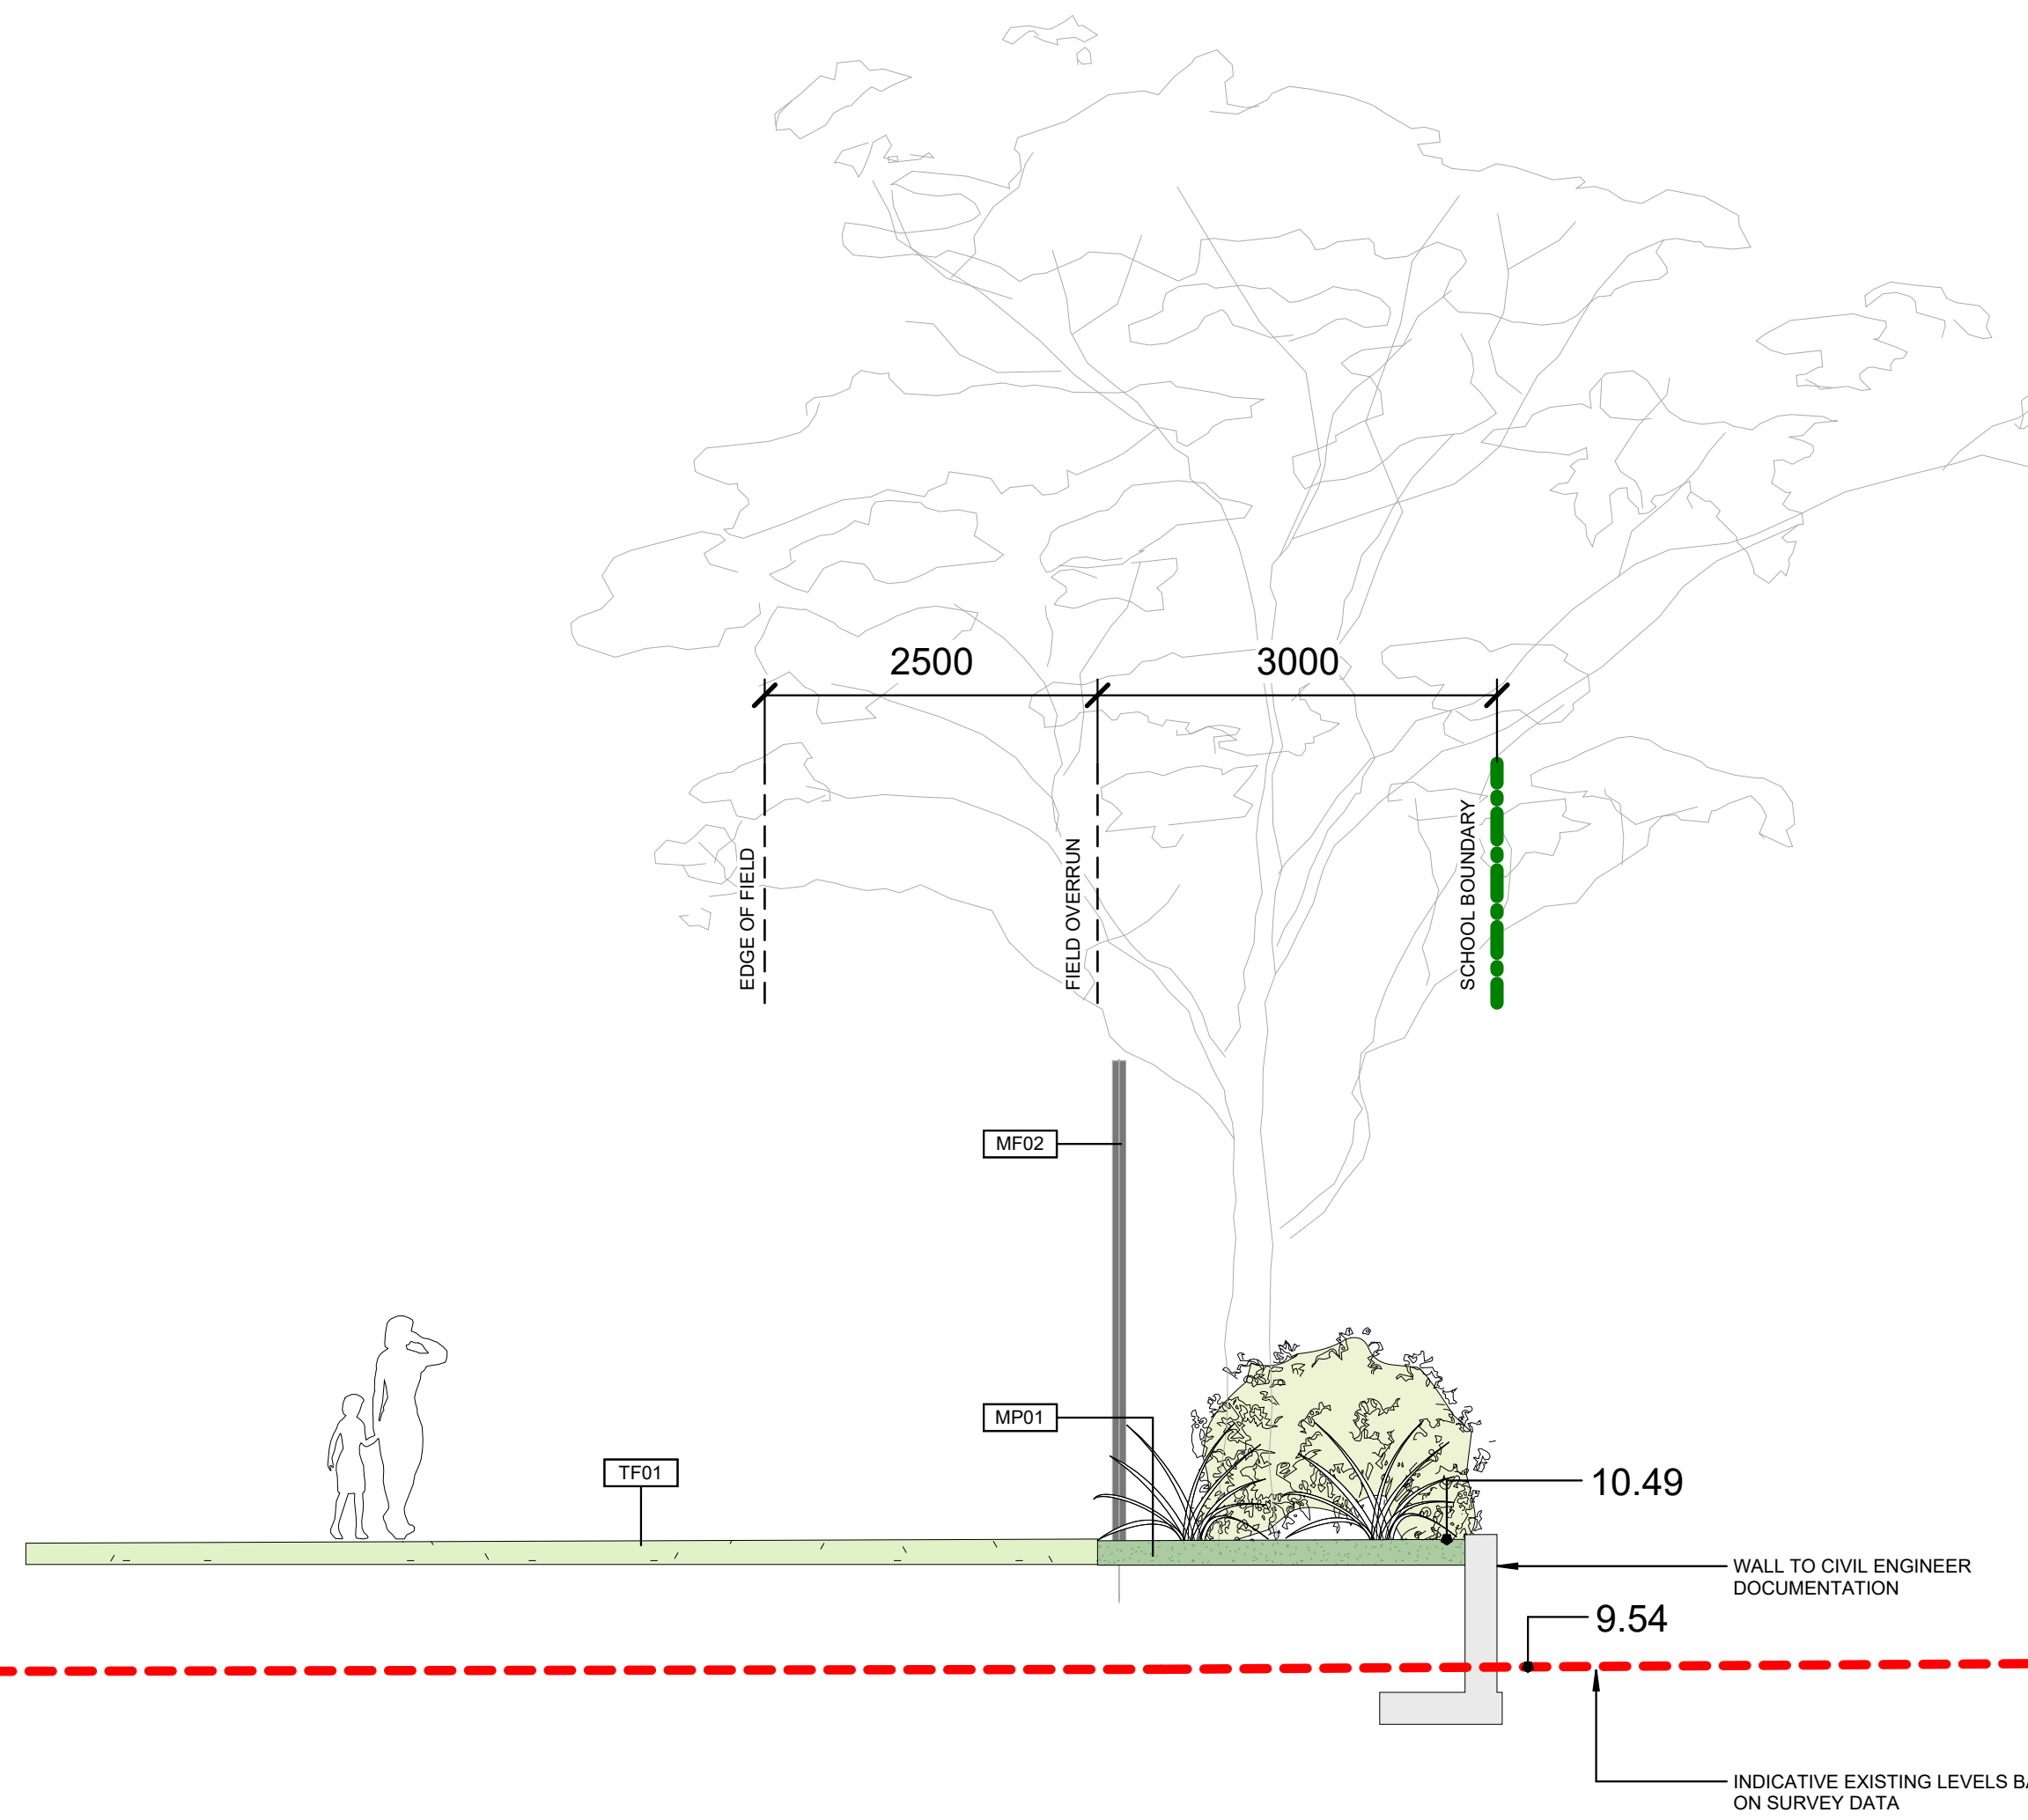 2500
3000
EDGE OF FIELD
FIELD OVERRUN
SCHOOL BOUNDARY
MF02
MP01
TF01
10.49
WALL TO CIVIL ENGINEER
DOCUMENTATION
9.54
INDICATIVE EXISTING LEVELS
ON SURVEY DATA